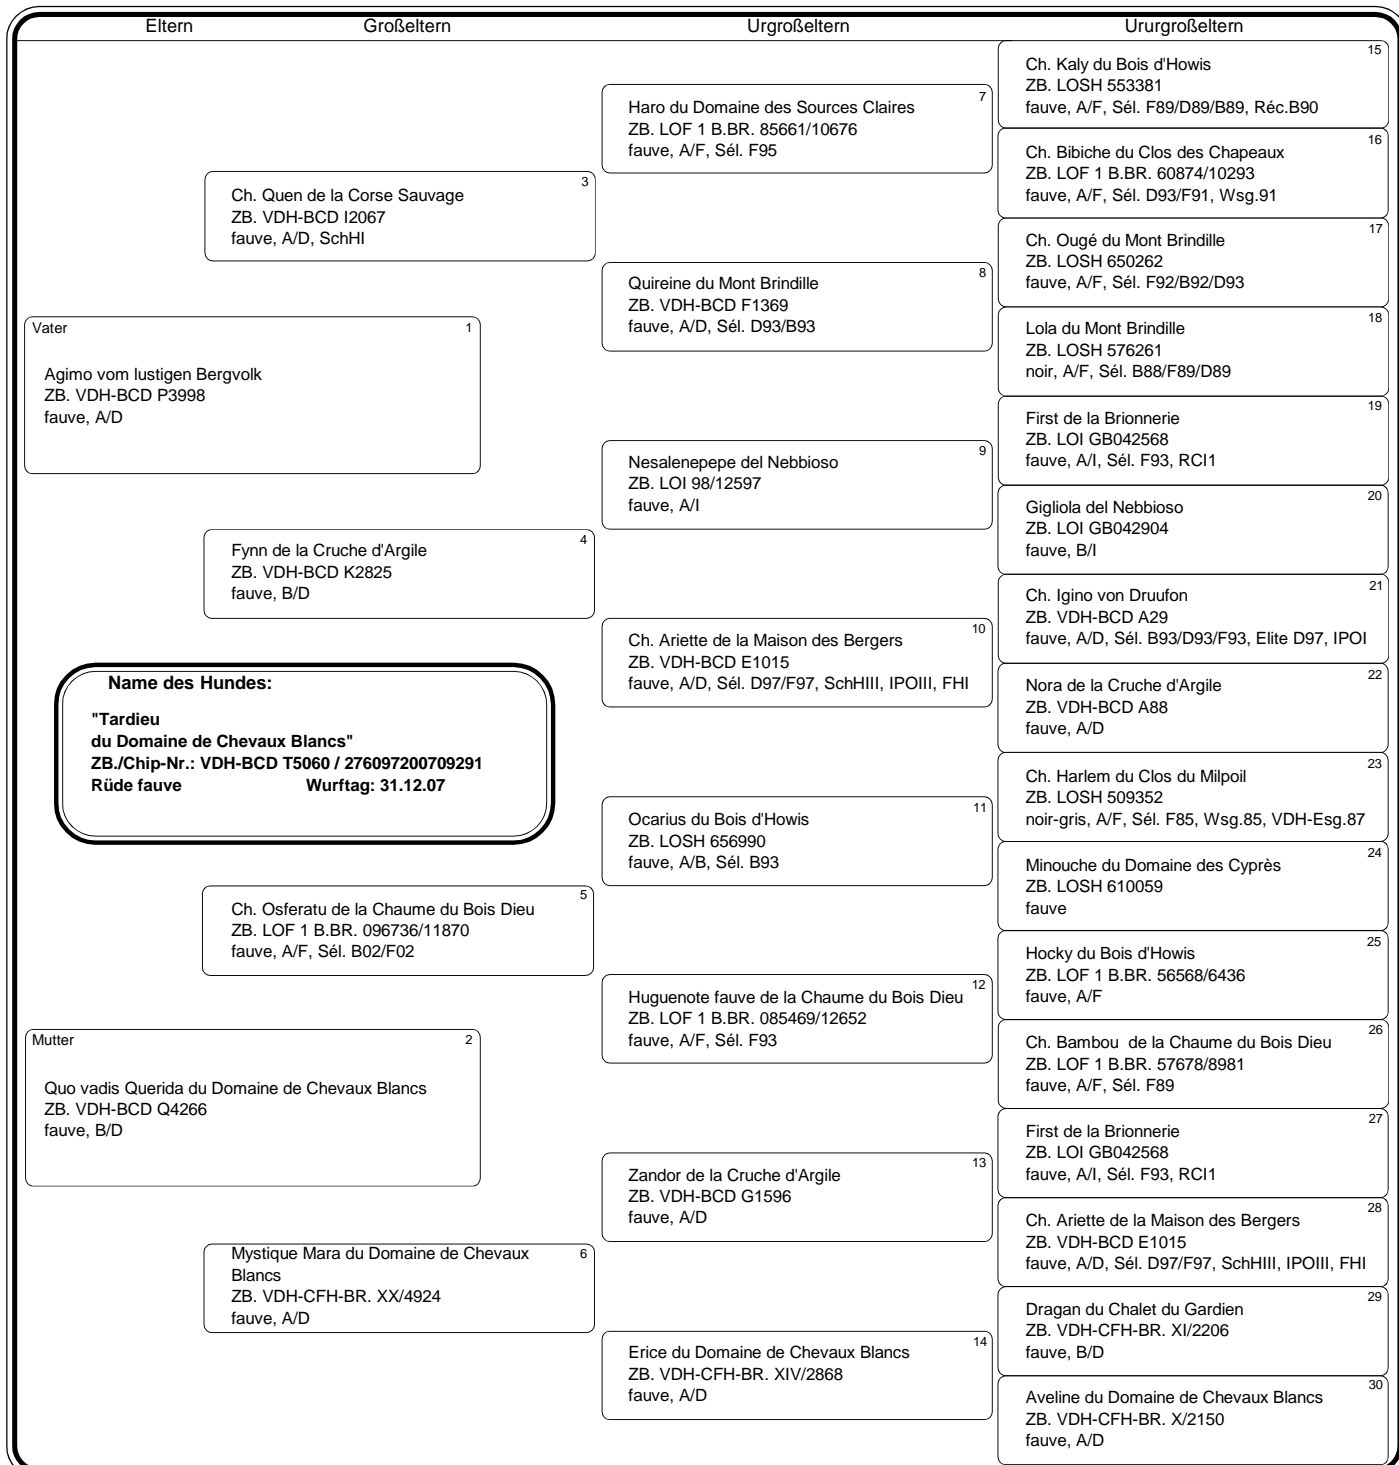 Eltern Großeltern Urgroßeltern Ururgroßeltern
Vater 1
Agimo vom lustigen Bergvolk
ZB. VDH-BCD P3998
fauve, A/D
Mutter 2
Quo vadis Querida du Domaine de Chevaux Blancs
ZB. VDH-BCD Q4266
fauve, B/D
Name des Hundes:
"Tardieu
du Domaine de Chevaux Blancs"
ZB./Chip-Nr.: VDH-BCD T5060 / 276097200709291
Rüde fauve Wurftag: 31.12.07
3
Ch. Quen de la Corse Sauvage
ZB. VDH-BCD I2067
fauve, A/D, SchHI
4
Fynn de la Cruche d'Argile
ZB. VDH-BCD K2825
fauve, B/D
5
Ch. Osferatu de la Chaume du Bois Dieu
ZB. LOF 1 B.BR. 096736/11870
fauve, A/F, Sél. B02/F02
6
Mystique Mara du Domaine de Chevaux
Blancs
ZB. VDH-CFH-BR. XX/4924
fauve, A/D
7
Haro du Domaine des Sources Claires
ZB. LOF 1 B.BR. 85661/10676
fauve, A/F, Sél. F95
8
Quireine du Mont Brindille
ZB. VDH-BCD F1369
fauve, A/D, Sél. D93/B93
9
Nesalenepepe del Nebbioso
ZB. LOI 98/12597
fauve, A/I
10
Ch. Ariette de la Maison des Bergers
ZB. VDH-BCD E1015
fauve, A/D, Sél. D97/F97, SchHIII, IPOIII, FHI
11
Ocarius du Bois d'Howis
ZB. LOSH 656990
fauve, A/B, Sél. B93
12
Huguenote fauve de la Chaume du Bois Dieu
ZB. LOF 1 B.BR. 085469/12652
fauve, A/F, Sél. F93
13
Zandor de la Cruche d'Argile
ZB. VDH-BCD G1596
fauve, A/D
14
Erice du Domaine de Chevaux Blancs
ZB. VDH-CFH-BR. XIV/2868
fauve, A/D
15
Ch. Kaly du Bois d'Howis
ZB. LOSH 553381
fauve, A/F, Sél. F89/D89/B89, Réc.B90
16
Ch. Bibiche du Clos des Chapeaux
ZB. LOF 1 B.BR. 60874/10293
fauve, A/F, Sél. D93/F91, Wsg.91
17
Ch. Ougé du Mont Brindille
ZB. LOSH 650262
fauve, A/F, Sél. F92/B92/D93
18
Lola du Mont Brindille
ZB. LOSH 576261
noir, A/F, Sél. B88/F89/D89
19
First de la Brionnerie
ZB. LOI GB042568
fauve, A/I, Sél. F93, RCI1
20
Gigliola del Nebbioso
ZB. LOI GB042904
fauve, B/I
21
Ch. Igino von Druufon
ZB. VDH-BCD A29
fauve, A/D, Sél. B93/D93/F93, Elite D97, IPOI
22
Nora de la Cruche d'Argile
ZB. VDH-BCD A88
fauve, A/D
23
Ch. Harlem du Clos du Milpoil
ZB. LOSH 509352
noir-gris, A/F, Sél. F85, Wsg.85, VDH-Esg.87
24
Minouche du Domaine des Cyprès
ZB. LOSH 610059
fauve
25
Hocky du Bois d'Howis
ZB. LOF 1 B.BR. 56568/6436
fauve, A/F
26
Ch. Bambou de la Chaume du Bois Dieu
ZB. LOF 1 B.BR. 57678/8981
fauve, A/F, Sél. F89
27
First de la Brionnerie
ZB. LOI GB042568
fauve, A/I, Sél. F93, RCI1
28
Ch. Ariette de la Maison des Bergers
ZB. VDH-BCD E1015
fauve, A/D, Sél. D97/F97, SchHIII, IPOIII, FHI
29
Dragan du Chalet du Gardien
ZB. VDH-CFH-BR. XI/2206
fauve, B/D
30
Aveline du Domaine de Chevaux Blancs
ZB. VDH-CFH-BR. X/2150
fauve, A/D